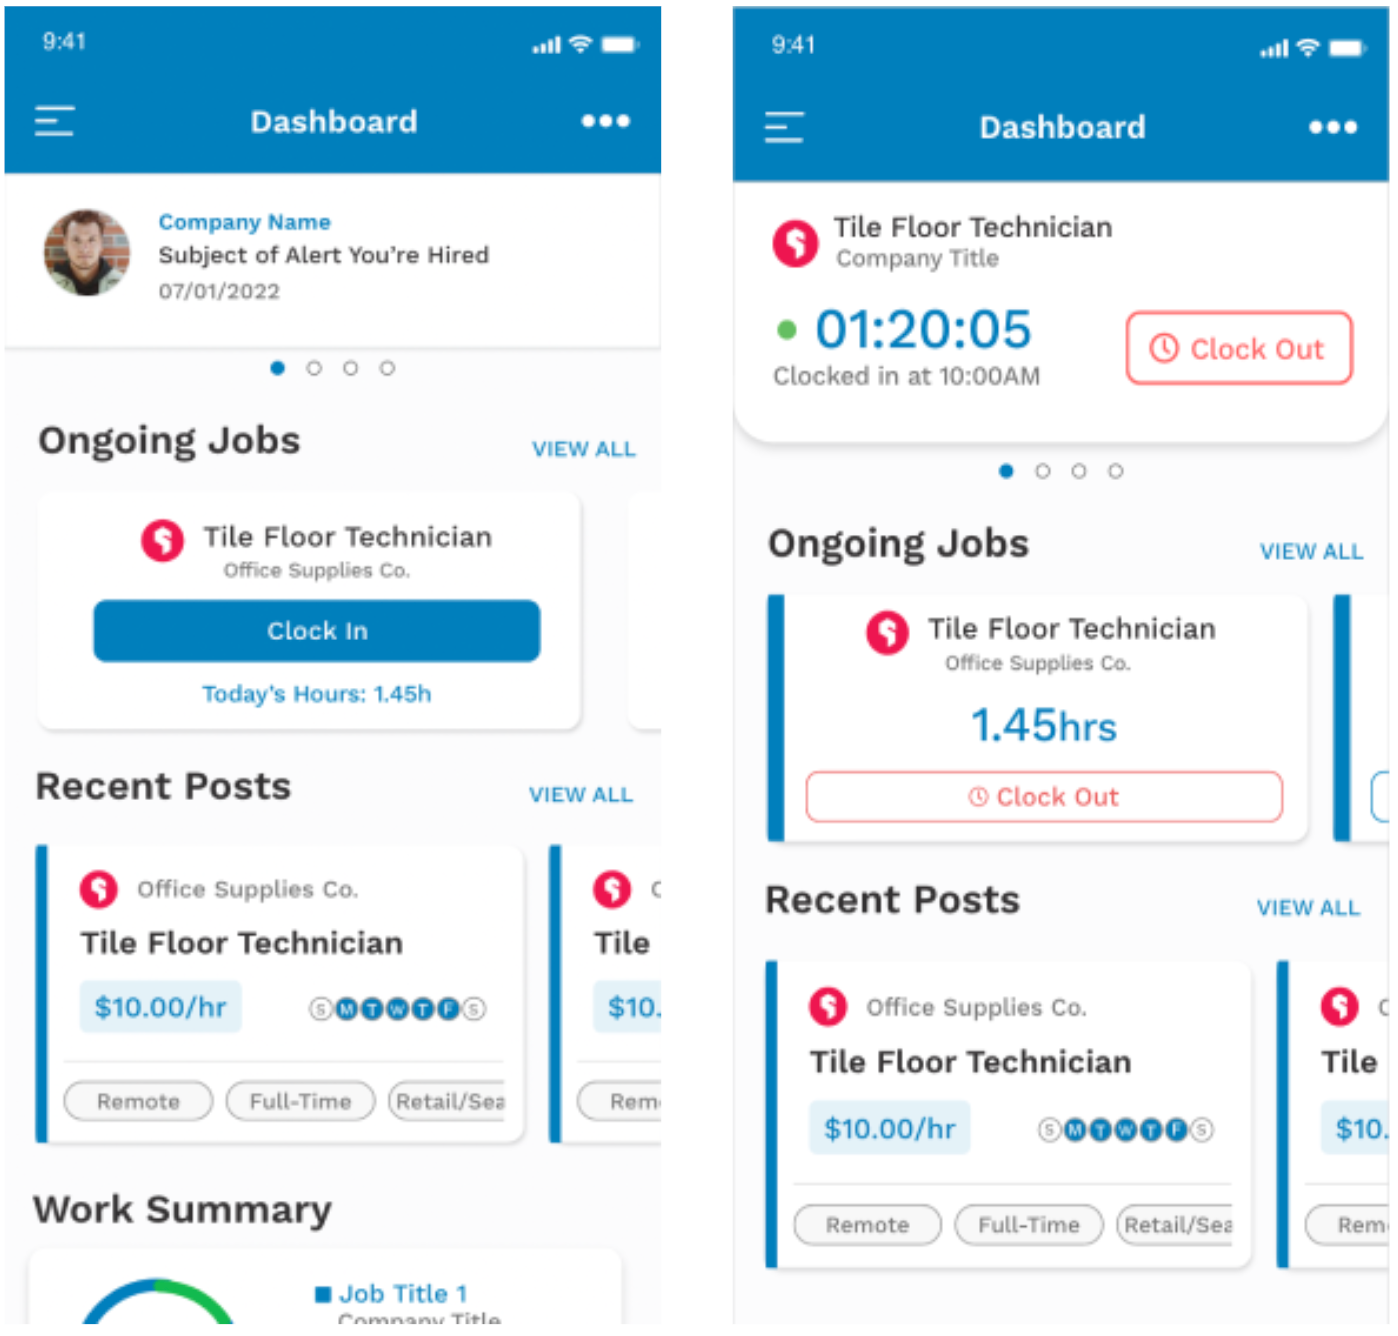 9:41
Dashboard
Company Name
Subject of Alert You're Hired
07/01/2022
Ongoing Jobs
VIEW ALL
Tile Floor Technician
Office Supplies Co.
Clock In
Today's Hours: 1.45h
Recent Posts
VIEW ALL
Office Supplies Co.
Tile Floor Technician
$10.00/hr
S M T W T F S
Remote
Full-Time
Retail/Sea
Tile
$10.
Rem
Work Summary
Job Title 1
Company Title
9:41
Dashboard
Tile Floor Technician
Company Title
01:20:05
Clocked in at 10:00AM
Clock Out
Ongoing Jobs
VIEW ALL
Tile Floor Technician
Office Supplies Co.
1.45hrs
Clock Out
Recent Posts
VIEW ALL
Office Supplies Co.
Tile Floor Technician
$10.00/hr
S M T W T F S
Remote
Full-Time
Retail/Sea
Tile
$10.
Rem